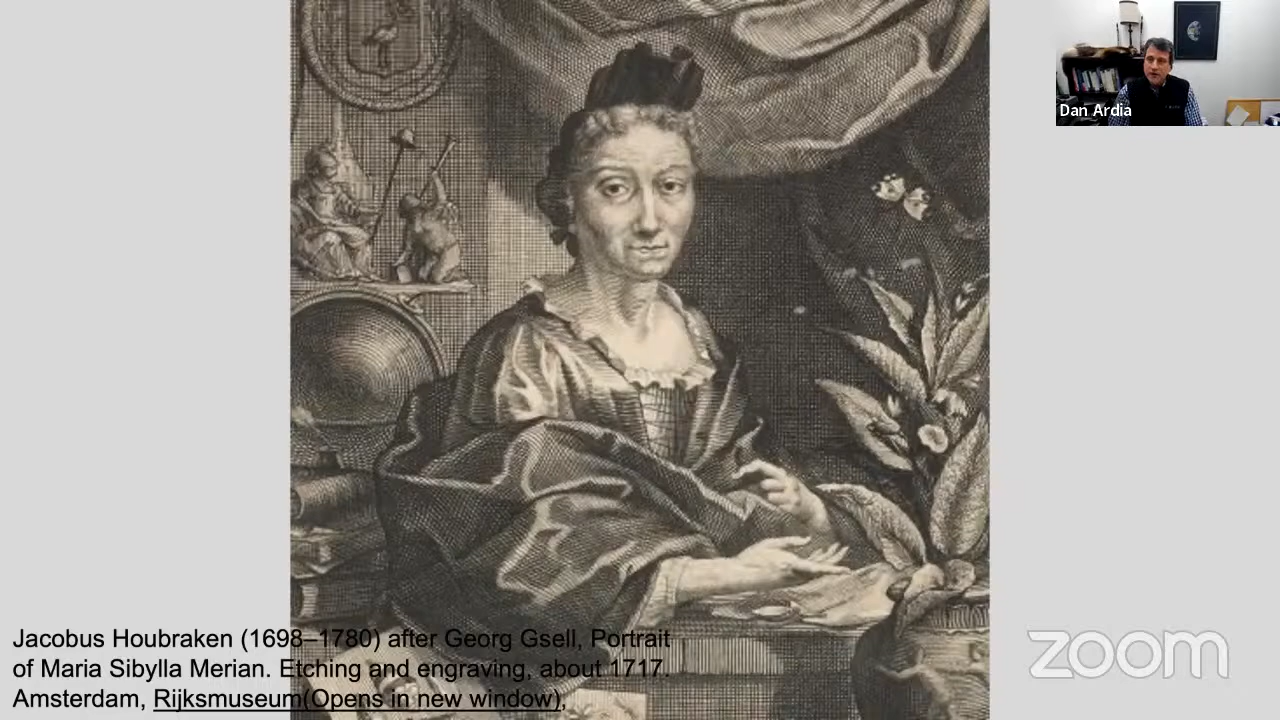 Dan Ardia
Jacobus Houbraken (1698–1780) after Georg Gsell, Portrait
of Maria Sibylla Merian. Etching and engraving, about 1717.
Amsterdam, Rijksmuseum(Opens in new window),
zoom